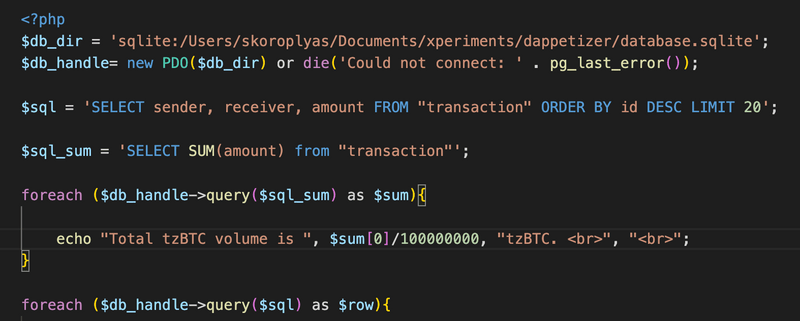 <?php
$db_dir = 'sqlite:/Users/skoroplyas/Documents/xperiments/dappetizer/database.sqlite';
$db_handle= new PDO($db_dir) or die('Could not connect: ' . pg_last_error());
$sql = 'SELECT sender, receiver, amount FROM "transaction" ORDER BY id DESC LIMIT 20';
$sql_sum = 'SELECT SUM(amount) from "transaction"';
foreach ($db_handle->query($sql_sum) as $sum){
echo "Total tzBTC volume is ", $sum[0]/100000000, "tzBTC. <br>", "<br>";
}
foreach ($db_handle->query($sql) as $row){